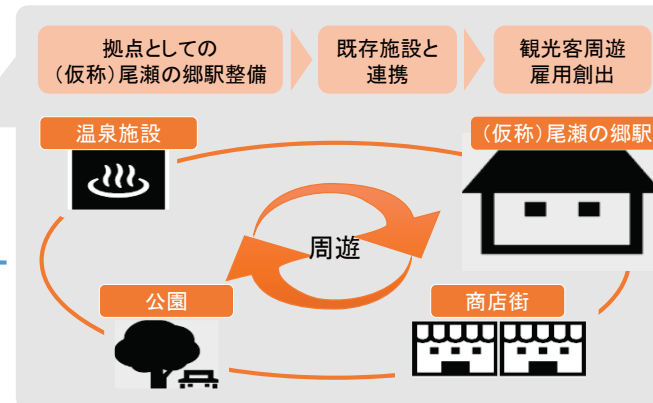 拠点としての
(仮称)尾瀬の郷駅整備
既存施設と
連携
観光客周遊
雇用創出
温泉施設
(仮称)尾瀬の郷駅
周遊
公園
商店街